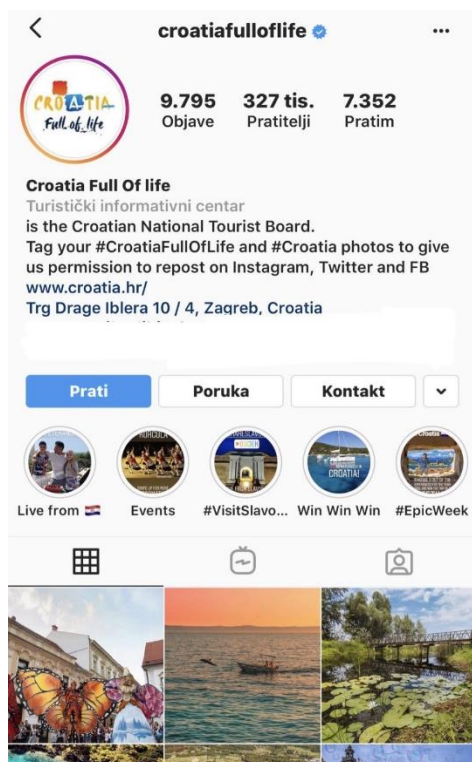 croatiafulloflife
CROATIA
Full of life
9.795 327 tis. 7.352
Objave Pratitelji Pratim
Croatia Full Of life
Turistički informativni centar
is the Croatian National Tourist Board.
Tag your #CroatiaFullOfLife and #Croatia photos to give
us permission to repost on Instagram, Twitter and FB
www.croatia.hr/
Trg Drage Iblera 10 / 4, Zagreb, Croatia
Prati Poruka Kontakt
CROATIA!
Croatia
Live from 🇭🇷 Events #VisitSlavo... Win Win Win #EpicWeek